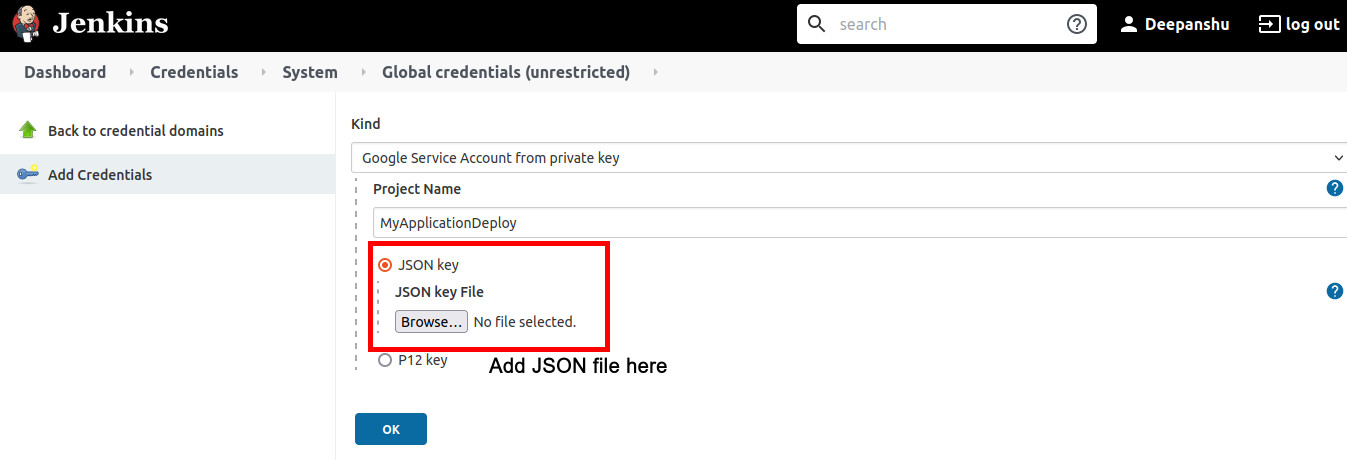 Jenkins
search
Deepanshu
log out
Dashboard Credentials System Global credentials (unrestricted)
Back to credential domains
Add Credentials
Kind
Google Service Account from private key
Project Name
?
MyApplicationDeploy
JSON key
JSON key File
?
Browse... No file selected.
P12 key
Add JSON file here
OK